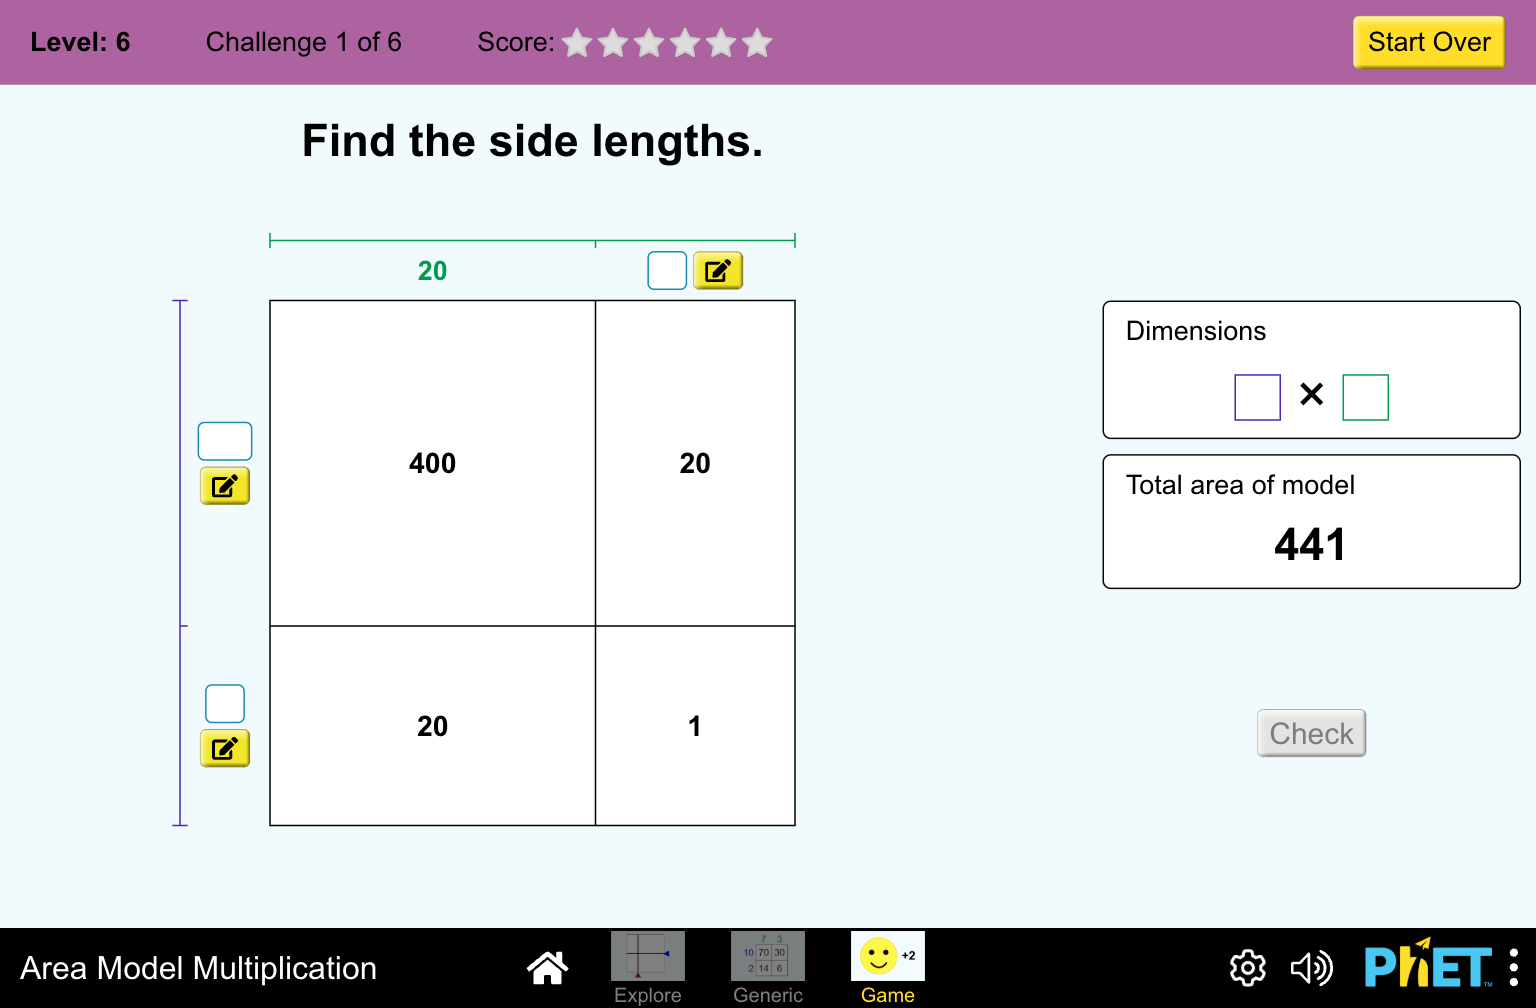 Level: 6 Challenge 1 of 6 Score: Start Over
Find the side lengths.
20
400 20
20 1
Dimensions
×
Total area of model
441
Check
Area Model Multiplication
7 3
10 70 30
2 14 6
+2
Explore Generic Game
PhET™